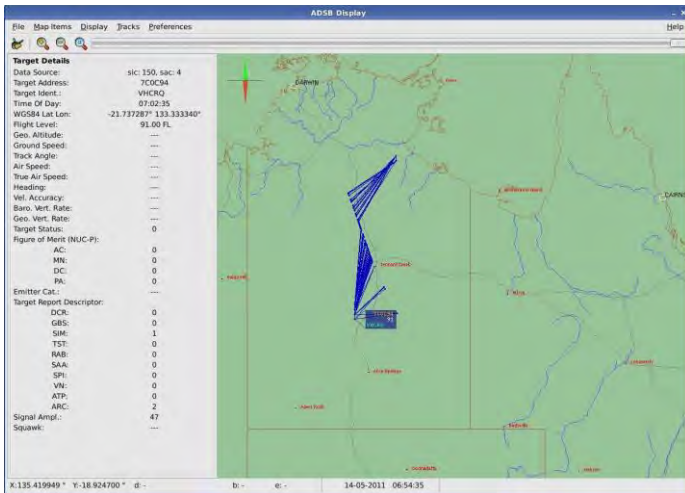 ADSB Display
File Map Items Display Tracks Preferences Help
Target Details
Data Source: sic: 150, sac: 4
Target Address: 7C0C94
Target Ident.: VHCRQ
Time Of Day: 07:02:35
WGS84 Lat Lon: -21.737287° 133.333340°
Flight Level: 91.00 FL
Geo. Altitude: ---
Ground Speed: ---
Track Angle: ---
Air Speed: ---
True Air Speed: ---
Heading: ---
Vel. Accuracy: ---
Baro. Vert. Rate: ---
Geo. Vert. Rate: ---
Target Status: 0
Figure of Merit (NUC-P):
AC: 0
MN: 0
DC: 0
PA: 0
Emitter Cat.: ---
Target Report Descriptor:
DCR: 0
GBS: 0
SIM: 1
TST: 0
RAB: 0
SAA: 0
SPI: 0
VN: 0
ATP: 0
ARC: 2
Signal Ampl.: 47
Squawk: ---
DARWIN
CAIRNS
X:135.419949 ° Y:-18.924700 ° d: - b: - e: - 14-05-2011 06:54:35